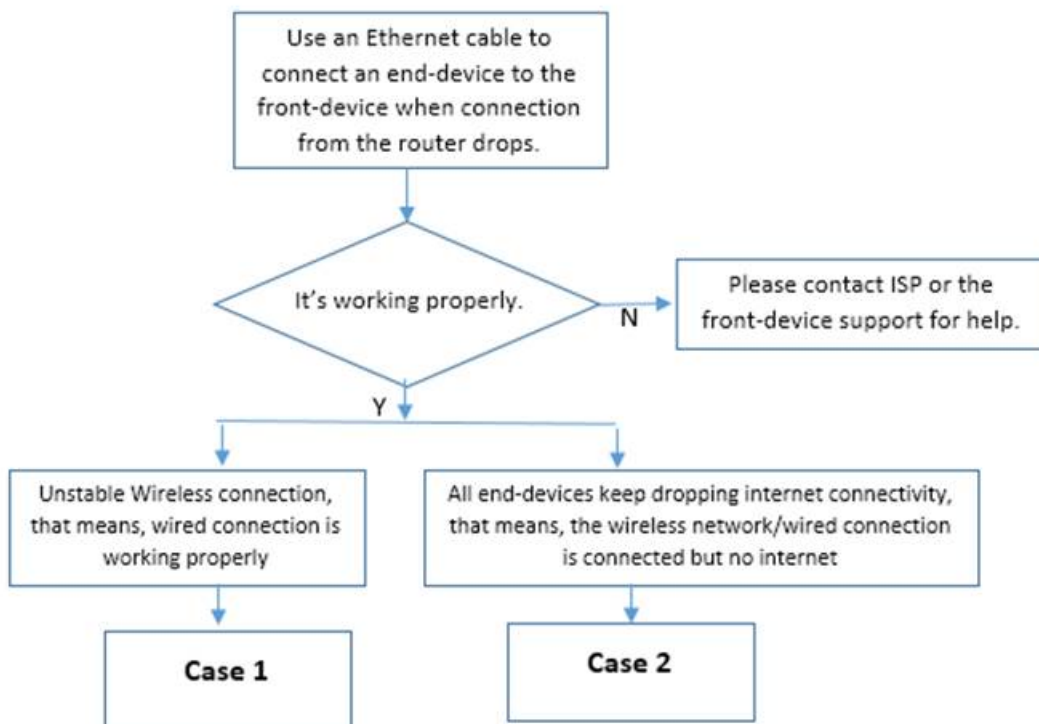 Use an Ethernet cable to
connect an end-device to the
front-device when connection
from the router drops.
It's working properly.
N
Please contact ISP or the
front-device support for help.
Y
Unstable Wireless connection,
that means, wired connection is
working properly
All end-devices keep dropping internet connectivity,
that means, the wireless network/wired connection
is connected but no internet
Case 1
Case 2